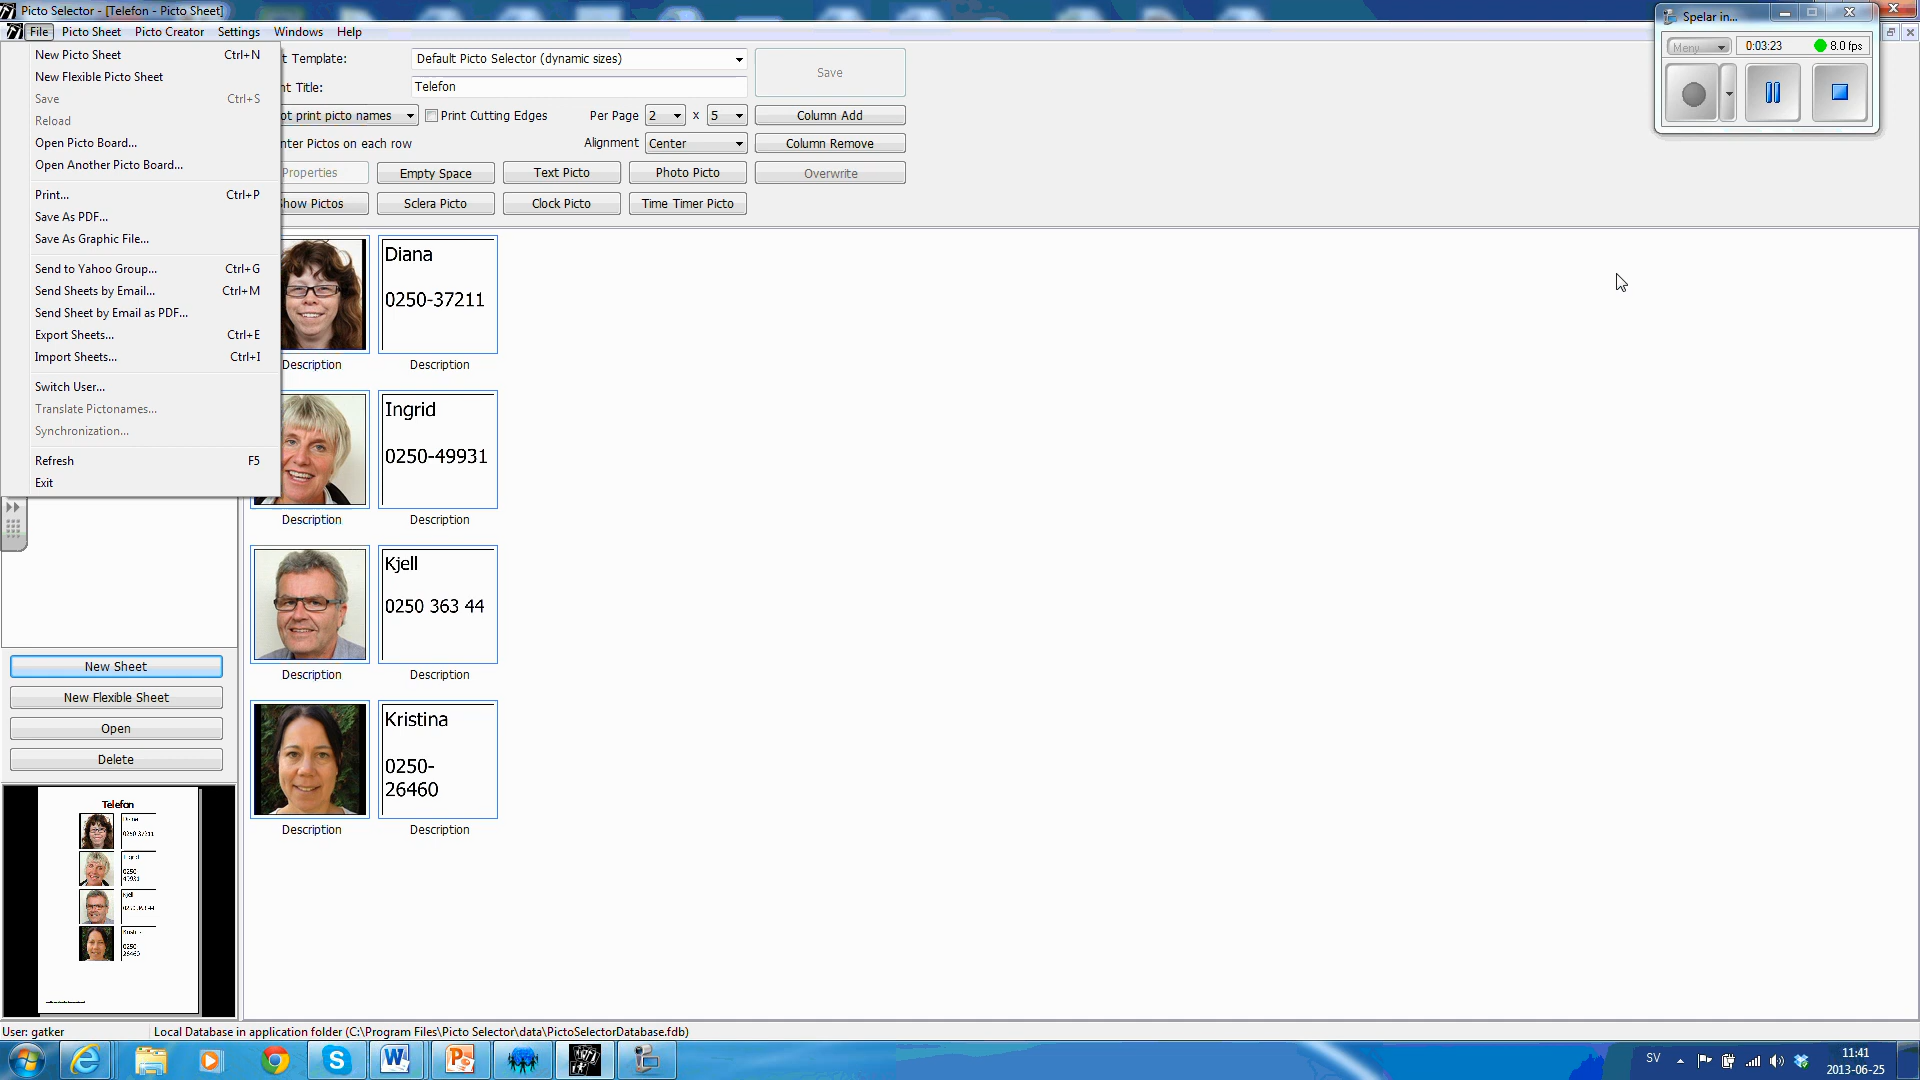 Picto Selector - [Telefon - Picto Sheet]
File Picto Sheet Picto Creator Settings Windows Help
New Picto Sheet Ctrl+N
New Flexible Picto Sheet
Save Ctrl+S
Reload
Open Picto Board...
Open Another Picto Board...
Print... Ctrl+P
Save As PDF...
Save As Graphic File...
Send to Yahoo Group... Ctrl+G
Send Sheets by Email... Ctrl+M
Send Sheet by Email as PDF...
Export Sheets... Ctrl+E
Import Sheets... Ctrl+I
Switch User...
Translate Pictonames...
Synchronization...
Refresh F5
Exit
Template: Default Picto Selector (dynamic sizes)
Title: Telefon
Save
print picto names Print Cutting Edges Per Page 2 x 5 Column Add
Pictos on each row Alignment Center Column Remove
Properties Empty Space Text Picto Photo Picto Overwrite
Pictos Sclera Picto Clock Picto Time Timer Picto
Spelar in...
Meny 0:03:23 8.0 fps
Diana
0250-37211
Description Description
Ingrid
0250-49931
Description Description
Kjell
0250 363 44
Description Description
Kristina
0250-
26460
Description Description
New Sheet
New Flexible Sheet
Open
Delete
Telefon
User: gatker Local Database in application folder (C:\Program Files\Picto Selector\data\PictoSelectorDatabase.fdb)
SV 11:41
2013-06-25